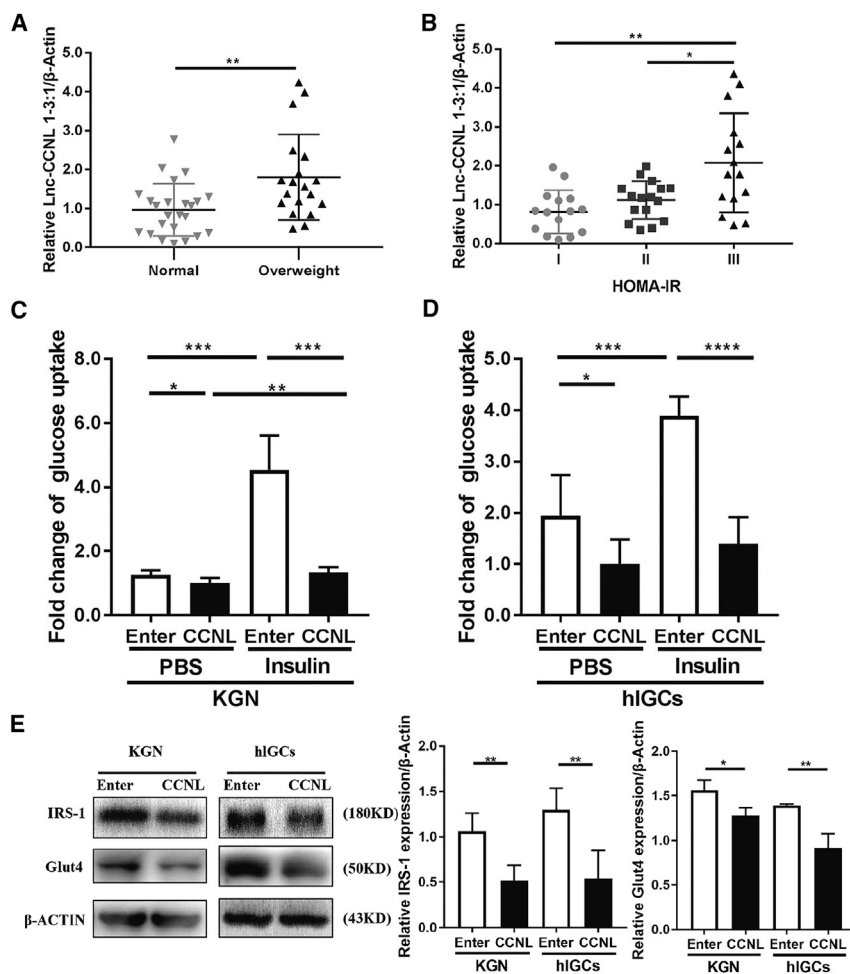 A
Relative Lnc-CCNL 1-3:1/β-Actin
5.0
4.0
3.0
2.0
1.0
0.0
**
Normal Overweight
B
Relative Lnc-CCNL 1-3:1/β-Actin
5.0
4.0
3.0
2.0
1.0
0.0
**
*
I II III
HOMA-IR
C
Fold change of glucose uptake
8.0
6.0
4.0
2.0
0.0
*** ***
* **
Enter CCNL Enter CCNL
PBS Insulin
KGN
D
Fold change of glucose uptake
5.0
4.0
3.0
2.0
1.0
0.0
*** ****
*
Enter CCNL Enter CCNL
PBS Insulin
hIGCs
E
KGN hIGCs
Enter CCNL Enter CCNL
IRS-1 (180KD)
Glut4 (50KD)
β-ACTIN (43KD)
Relative IRS-1 expression/β-Actin
2.0
1.5
1.0
0.5
0.0
** **
Enter CCNL Enter CCNL
KGN hIGCs
Relative Glut4 expression/β-Actin
2.0
1.5
1.0
0.5
0.0
* **
Enter CCNL Enter CCNL
KGN hIGCs